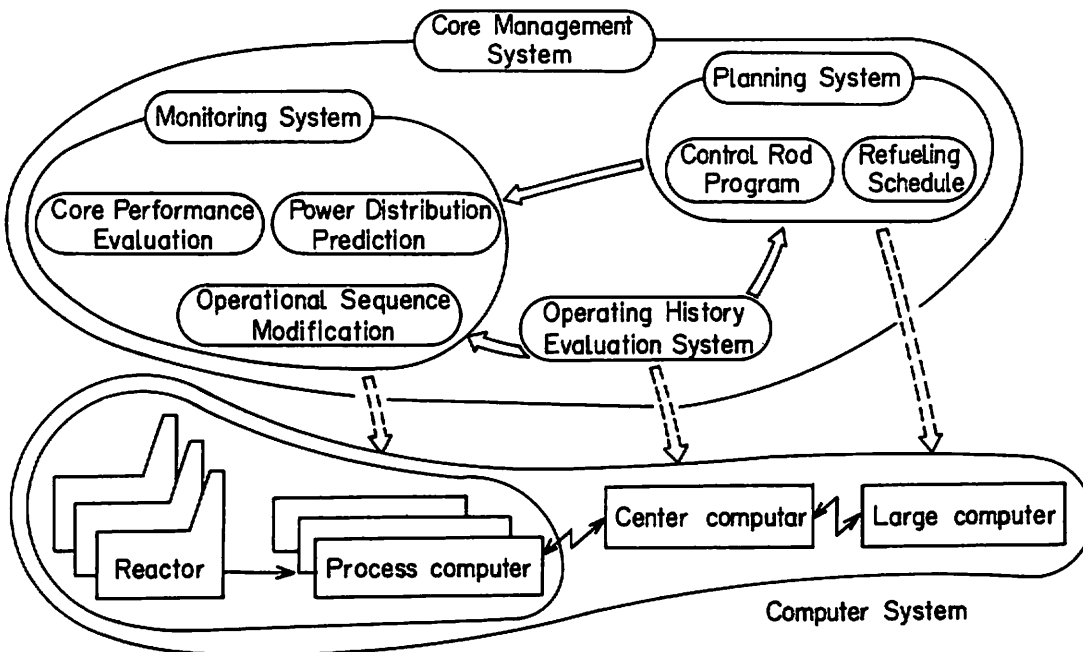 Core Management
System
Planning System
Monitoring System
Control Rod
Program
Refueling
Schedule
Core Performance
Evaluation
Power Distribution
Prediction
Operational Sequence
Modification
Operating History
Evaluation System
Reactor
Process computer
Center computar
Large computer
Computer System